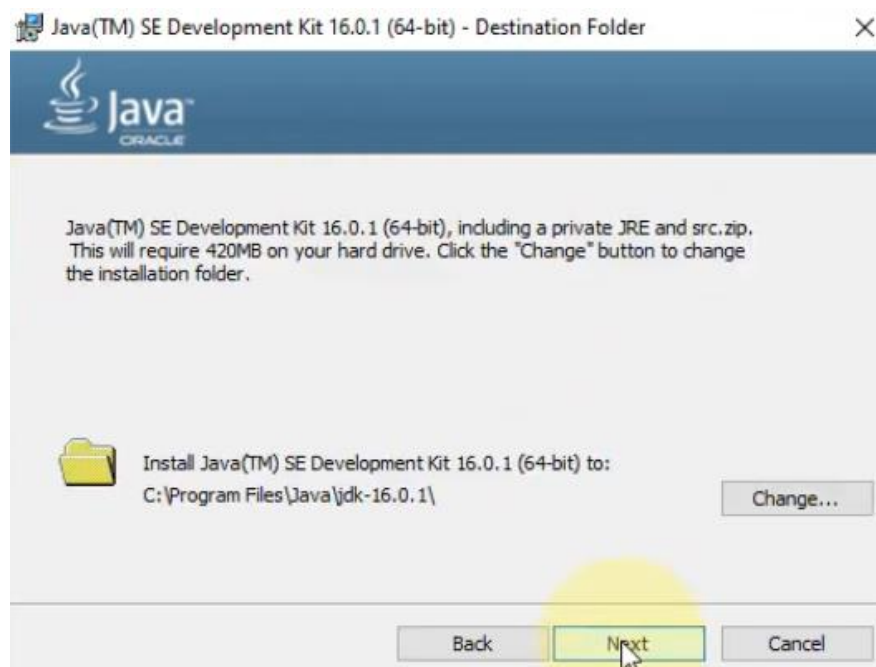 Java(TM) SE Development Kit 16.0.1 (64-bit) - Destination Folder
Java™
ORACLE
Java(TM) SE Development Kit 16.0.1 (64-bit), including a private JRE and src.zip.
This will require 420MB on your hard drive. Click the "Change" button to change
the installation folder.
Install Java(TM) SE Development Kit 16.0.1 (64-bit) to:
C:\Program Files\Java\jdk-16.0.1\
Change...
Back Next Cancel